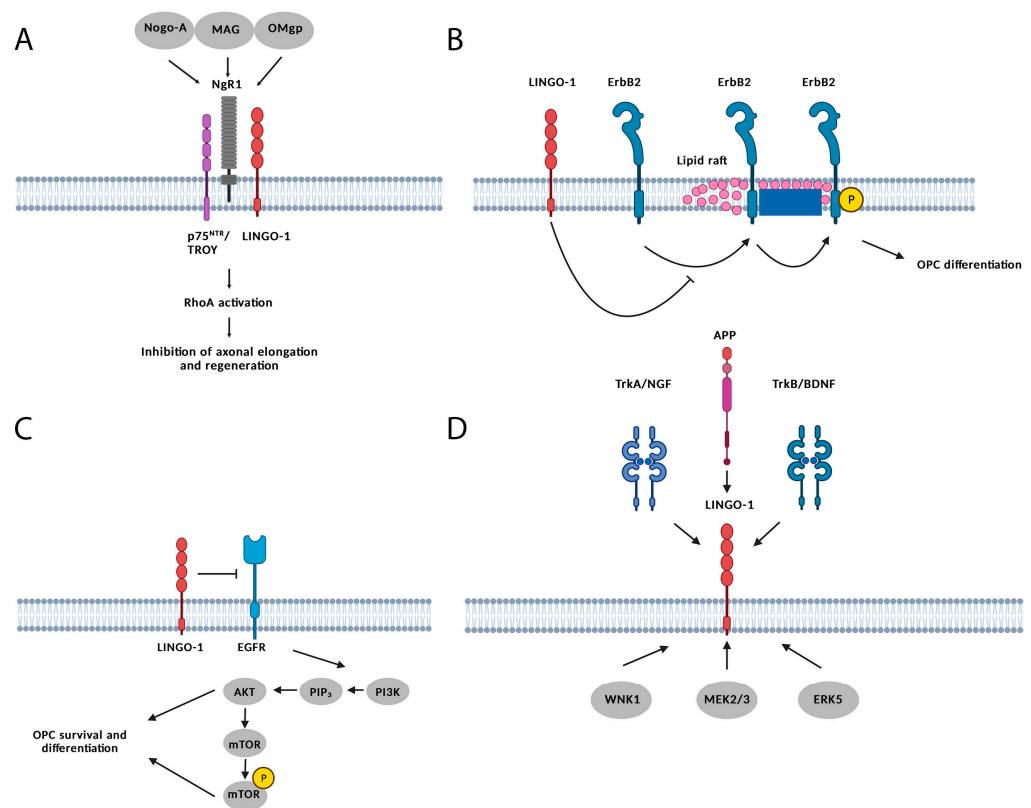 A
Nogo-A
MAG
OMgp
NgR1
p75NTR/
TROY
LINGO-1
RhoA activation
Inhibition of axonal elongation
and regeneration
B
LINGO-1
ErbB2
ErbB2
ErbB2
Lipid raft
P
OPC differentiation
C
LINGO-1
EGFR
AKT
PIP3
PI3K
OPC survival and
differentiation
mTOR
mTOR
P
D
APP
TrkA/NGF
TrkB/BDNF
LINGO-1
WNK1
MEK2/3
ERK5